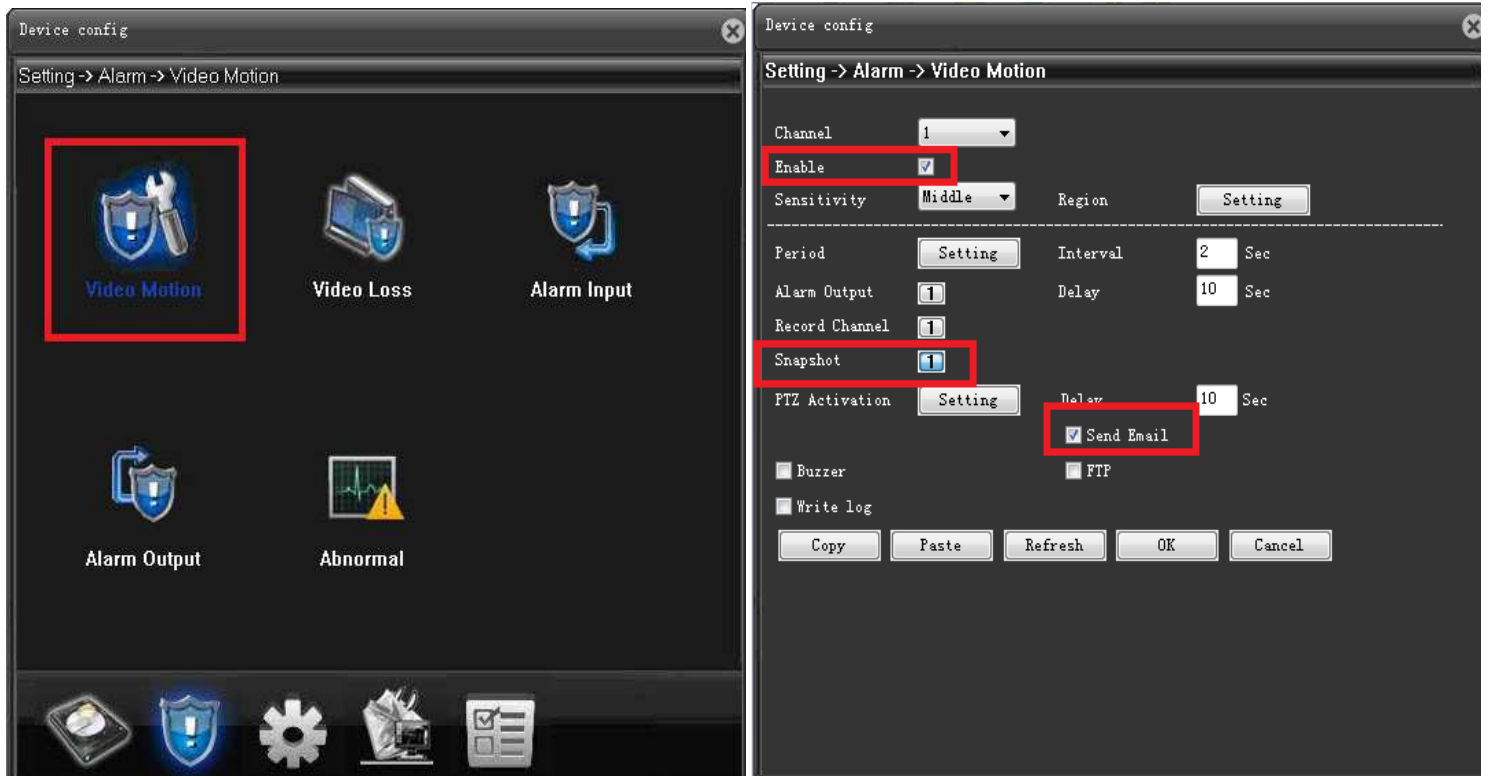 Device config
Setting -> Alarm -> Video Motion
Video Motion
Video Loss
Alarm Input
Alarm Output
Abnormal
Device config
Setting -> Alarm -> Video Motion
Channel 1
Enable
Sensitivity Middle Region Setting
Period Setting Interval 2 Sec
Alarm Output 1 Delay 10 Sec
Record Channel 1
Snapshot 1
PTZ Activation Setting Delay 10 Sec
Send Email
Buzzer FTP
Write log
Copy Paste Refresh OK Cancel